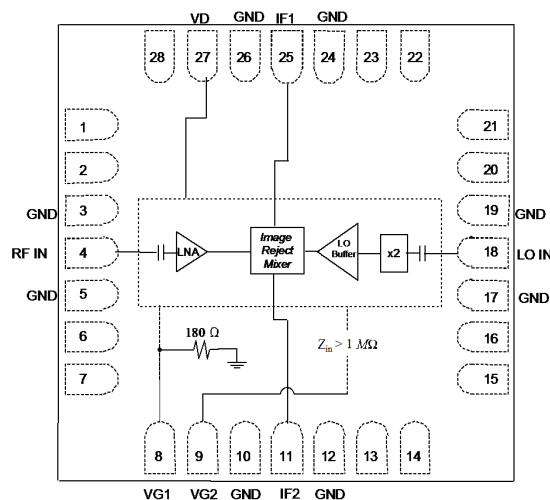 VD GND IF1 GND
28 27 26 25 24 23 22
1 21
2 20
GND 3 19 GND
RF IN 4 LNA Image Reject Mixer LO Buffer x2 18 LO IN
GND 5 17 GND
180 Ω
Zin > 1 MΩ
6 16
7 15
8 9 10 11 12 13 14
VG1 VG2 GND IF2 GND